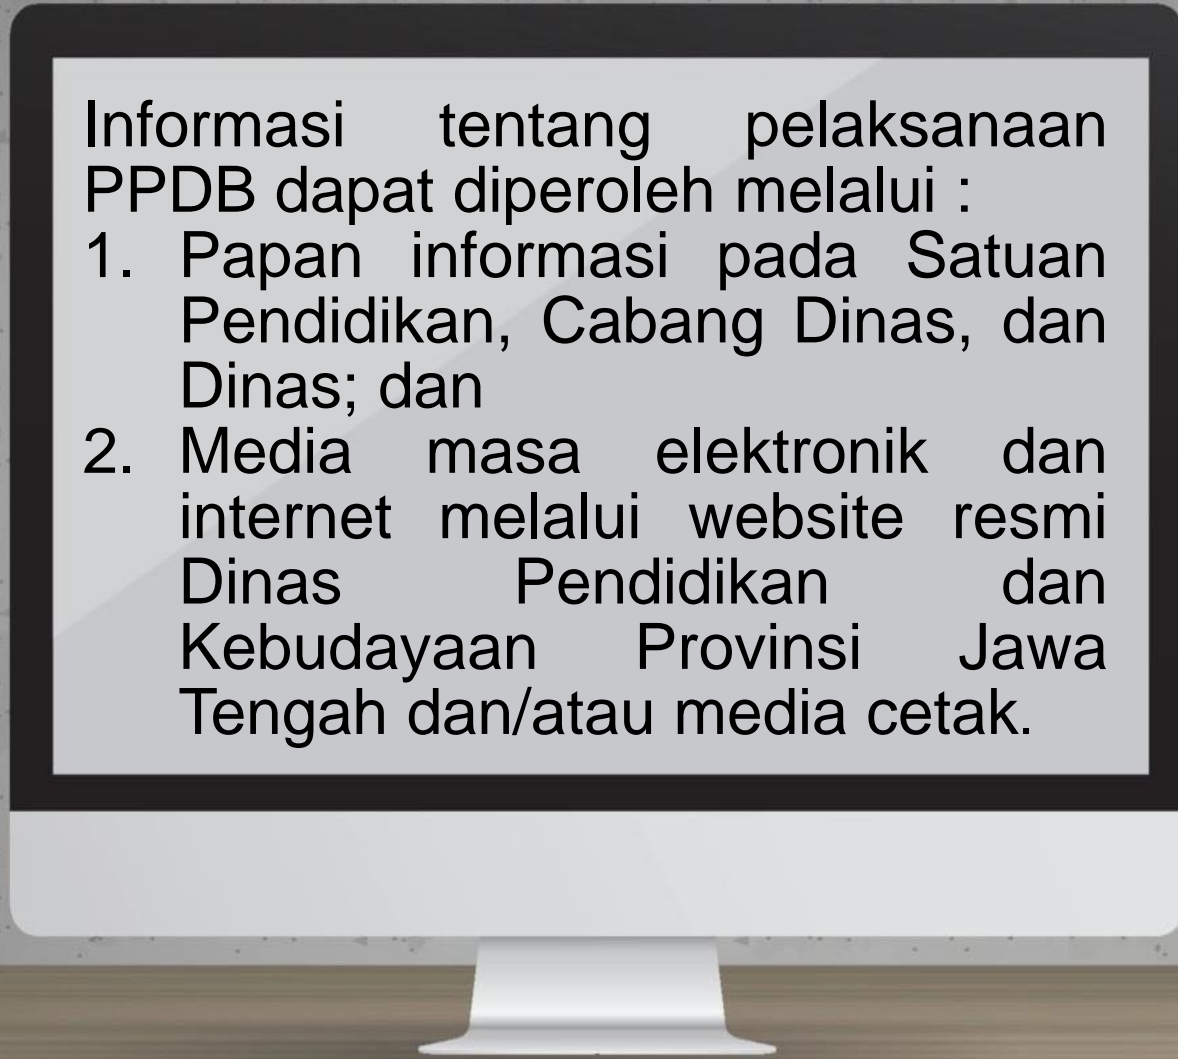 Informasi tentang pelaksanaan
PPDB dapat diperoleh melalui :
1. Papan informasi pada Satuan
Pendidikan, Cabang Dinas, dan
Dinas; dan
2. Media masa elektronik dan
internet melalui website resmi
Dinas Pendidikan dan
Kebudayaan Provinsi Jawa
Tengah dan/atau media cetak.